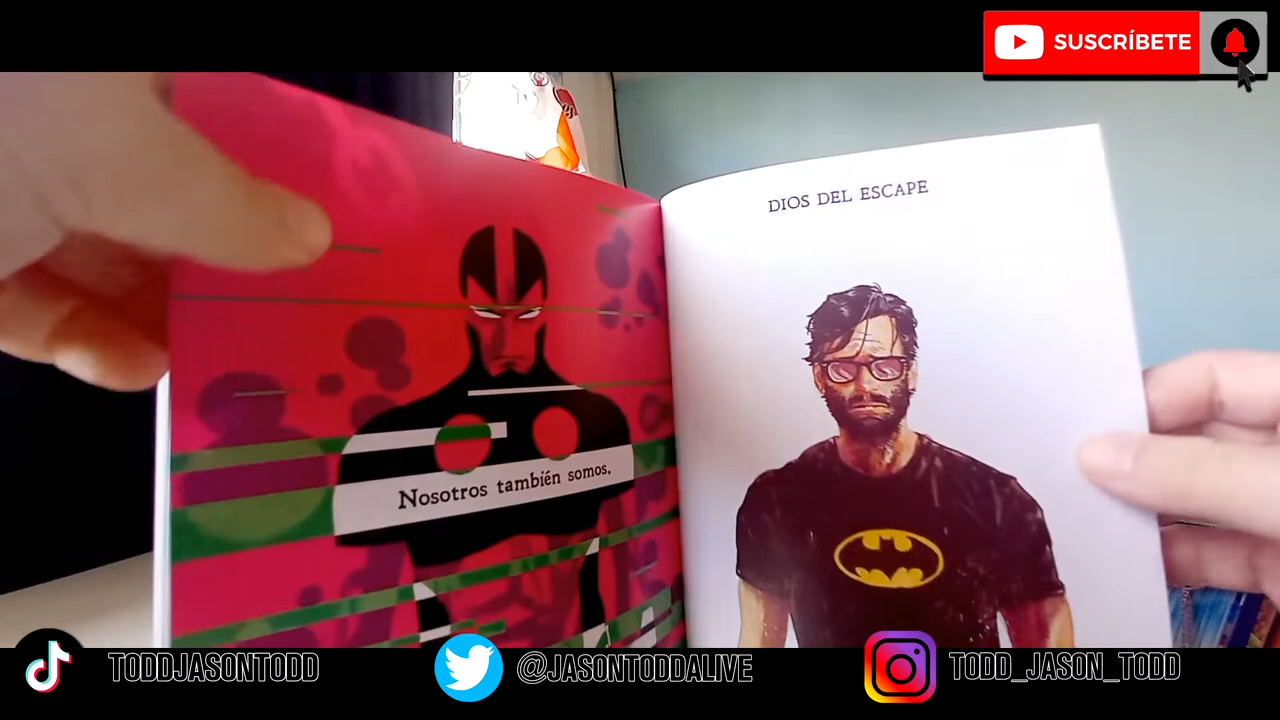 SUSCRÍBETE
DIOS DEL ESCAPE
Nosotros también somos.
TODDJASONTODD
@JASONTODDALIVE
TODD_JASON_TODD